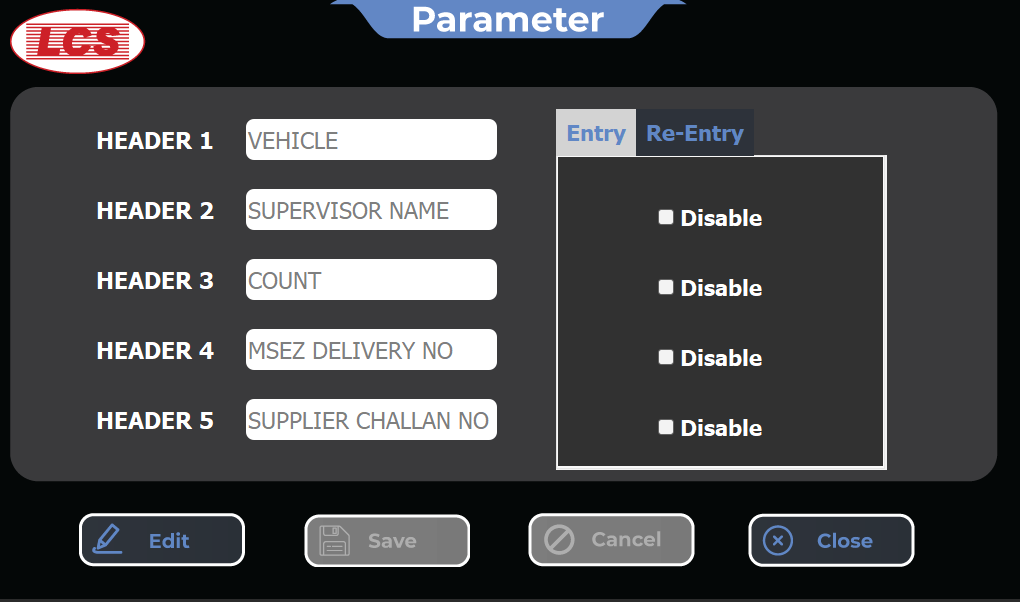 Parameter
LCS
HEADER 1 VEHICLE
Entry Re-Entry
HEADER 2 SUPERVISOR NAME
Disable
HEADER 3 COUNT
Disable
HEADER 4 MSEZ DELIVERY NO
Disable
HEADER 5 SUPPLIER CHALLAN NO
Disable
Edit Save Cancel Close